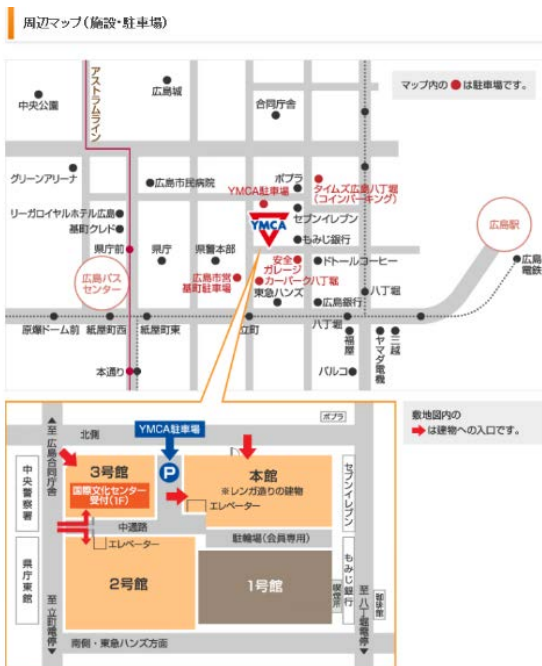 周辺マップ(施設・駐車場)
マップ内の●は駐車場です。
アストラムライン
中央公園
広島城
合同庁舎
グリーンアリーナ
広島市民病院
ポプラ
YMCA駐車場
タイムズ広島八丁堀
(コインパーキング)
リーガロイヤルホテル広島
基町クレド
YMCA
セブンイレブン
もみじ銀行
広島駅
県庁前
県庁
県警本部
安全
ガレージ
ドトールコーヒー
広島バス
センター
広島市営
基町駐車場
カーパーク八丁堀
東急ハンズ
広島銀行
八丁堀
広島
電鉄
原爆ドーム前
紙屋町西
紙屋町東
立町
八丁堀
福屋
ヤマダ電機
三越
本通り
パルコ
敷地図内の
➡は建物への入口です。
至広島合同庁舎
北側
YMCA駐車場
ポプラ
中央警察署
3号館
国際文化センター
受付(1F)
P
本館
※レンガ造りの建物
エレベーター
セブンイレブン
中通路
駐輪場(会員専用)
エレベーター
県庁東館
2号館
1号館
喫煙所
もみじ銀行
珈琲館
至立町電停
至八丁堀電停
南側・東急ハンズ方面